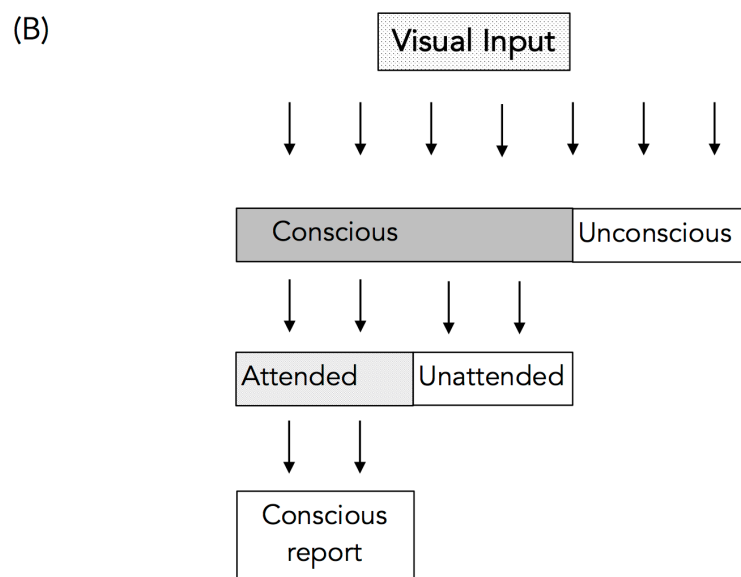 (B)
Visual Input
Conscious
Unconscious
Attended
Unattended
Conscious
report